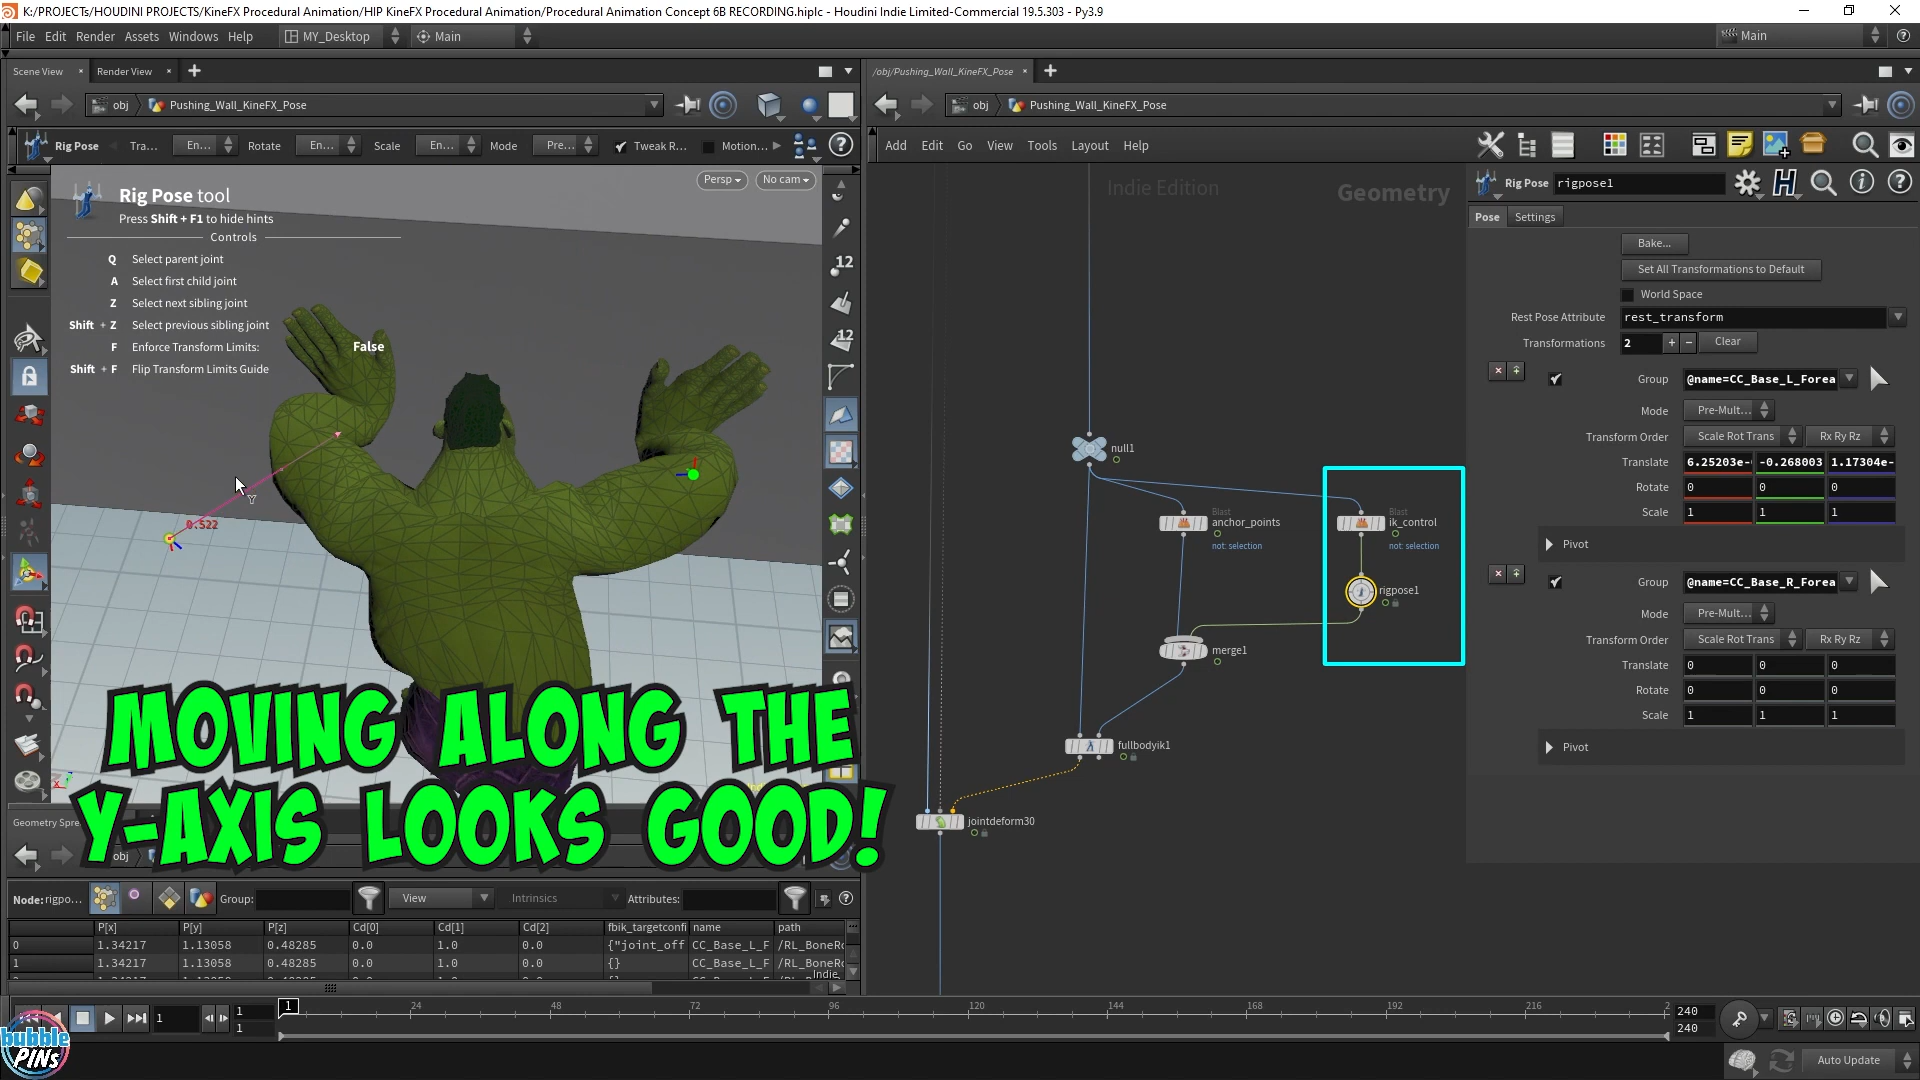 K:/PROJECTs/HOUDINI PROJECTS/KineFX Procedural Animation/HIP KineFX Procedural Animation/Procedural Animation Concept 6B RECORDING.hiplc - Houdini Indie Limited-Commercial 19.5.303 - Py3.9
File Edit Render Assets Windows Help MY_Desktop Main Main
Scene View × Render View × +
obj Pushing_Wall_KineFX_Pose
Rig Pose Tra... En... Rotate En... Scale En... Mode Pre... Tweak R... Motion...
Rig Pose tool
Press Shift + F1 to hide hints
Controls
Q Select parent joint
A Select first child joint
Z Select next sibling joint
Shift + Z Select previous sibling joint
F Enforce Transform Limits: False
Shift + F Flip Transform Limits Guide
Persp No cam
12
12
0.522
Y
MOVING ALONG THE
Y-AXIS LOOKS GOOD!
Geometry Spre
obj
Node: rigpo... Group: View Intrinsics Attributes:
P[x] P[y] P[z] Cd[0] Cd[1] Cd[2] fbik_targetconfi name path
0 1.34217 1.13058 0.48285 0.0 1.0 0.0 {"joint_off CC_Base_L_F /RL_BoneRo
1 1.34217 1.13058 0.48285 0.0 1.0 0.0 {} CC_Base_L_F /RL_BoneRo
Indie
/obj/Pushing_Wall_KineFX_Pose × +
obj Pushing_Wall_KineFX_Pose
Add Edit Go View Tools Layout Help
Indie Edition Geometry
null1
Blast
anchor_points
not: selection
Blast
ik_control
not: selection
rigpose1
merge1
fullbodyik1
jointdeform30
Rig Pose rigpose1
Pose Settings
Bake...
Set All Transformations to Default
World Space
Rest Pose Attribute rest_transform
Transformations 2 + − Clear
Group @name=CC_Base_L_Forea
Mode Pre-Mult...
Transform Order Scale Rot Trans Rx Ry Rz
Translate 6.25203e- -0.268003 1.17304e-
Rotate 0 0 0
Scale 1 1 1
Pivot
Group @name=CC_Base_R_Forea
Mode Pre-Mult...
Transform Order Scale Rot Trans Rx Ry Rz
Translate 0 0 0
Rotate 0 0 0
Scale 1 1 1
Pivot
1 1 1 1 24 48 72 96 120 144 168 192 216 2 240 240
bubble
PINs
Auto Update